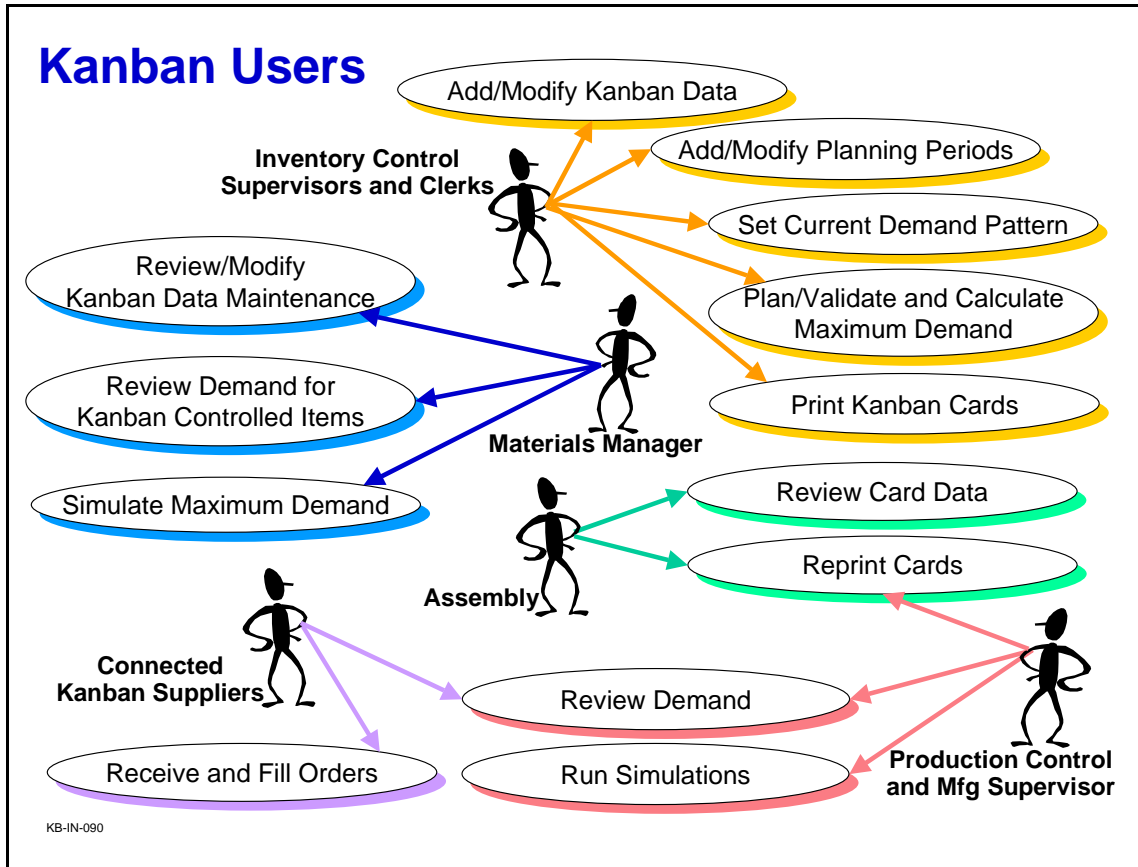 Kanban Users
Add/Modify Kanban Data
Inventory Control
Supervisors and Clerks
Add/Modify Planning Periods
Set Current Demand Pattern
Review/Modify
Kanban Data Maintenance
Plan/Validate and Calculate
Maximum Demand
Review Demand for
Kanban Controlled Items
Print Kanban Cards
Materials Manager
Simulate Maximum Demand
Review Card Data
Reprint Cards
Assembly
Connected
Kanban Suppliers
Review Demand
Receive and Fill Orders
Run Simulations
Production Control
and Mfg Supervisor
KB-IN-090